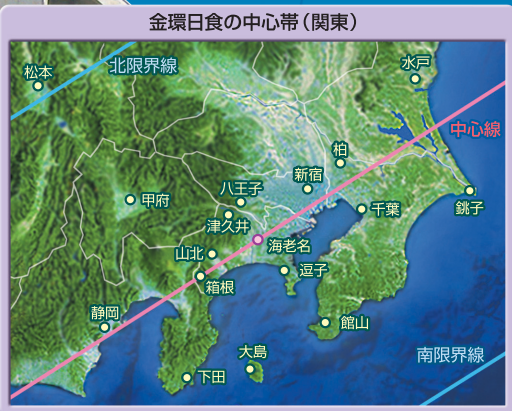 金環日食の中心帯（関東）
水戸
北限界線
松本
中心線
柏
新宿
八王子
甲府
銚子
千葉
津久井
海老名
山北
逗子
箱根
静岡
館山
大島
南限界線
下田